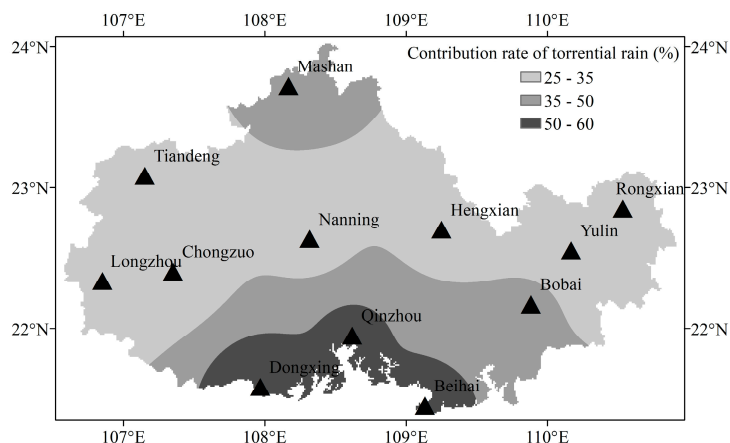 107°E 108°E 109°E 110°E
24°N 24°N
Contribution rate of torrential rain (%)
Mashan
25 - 35
35 - 50
50 - 60
Tiandeng
23°N 23°N
Rongxian
Nanning
Hengxian
Yulin
Longzhou
Chongzuo
Bobai
22°N 22°N
Qinzhou
Dongxing
Beihai
107°E 108°E 109°E 110°E